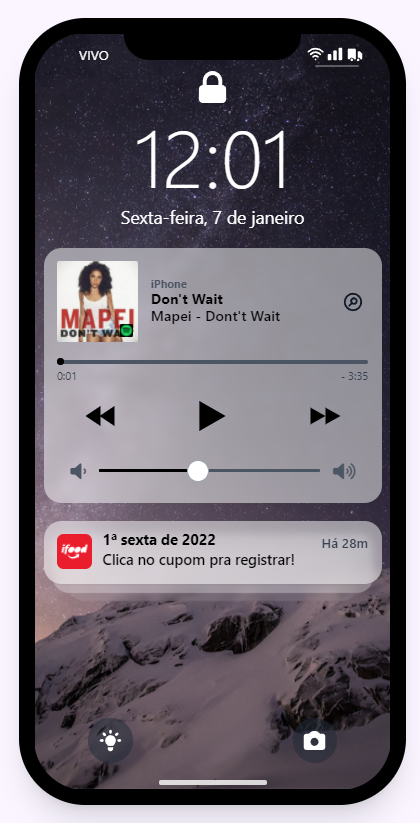 VIVO
12:01
Sexta-feira, 7 de janeiro
MAPEI
DON'T WA
iPhone
Don't Wait
Mapei - Dont't Wait
0:01
- 3:35
ifood
1ª sexta de 2022
Há 28m
Clica no cupom pra registrar!